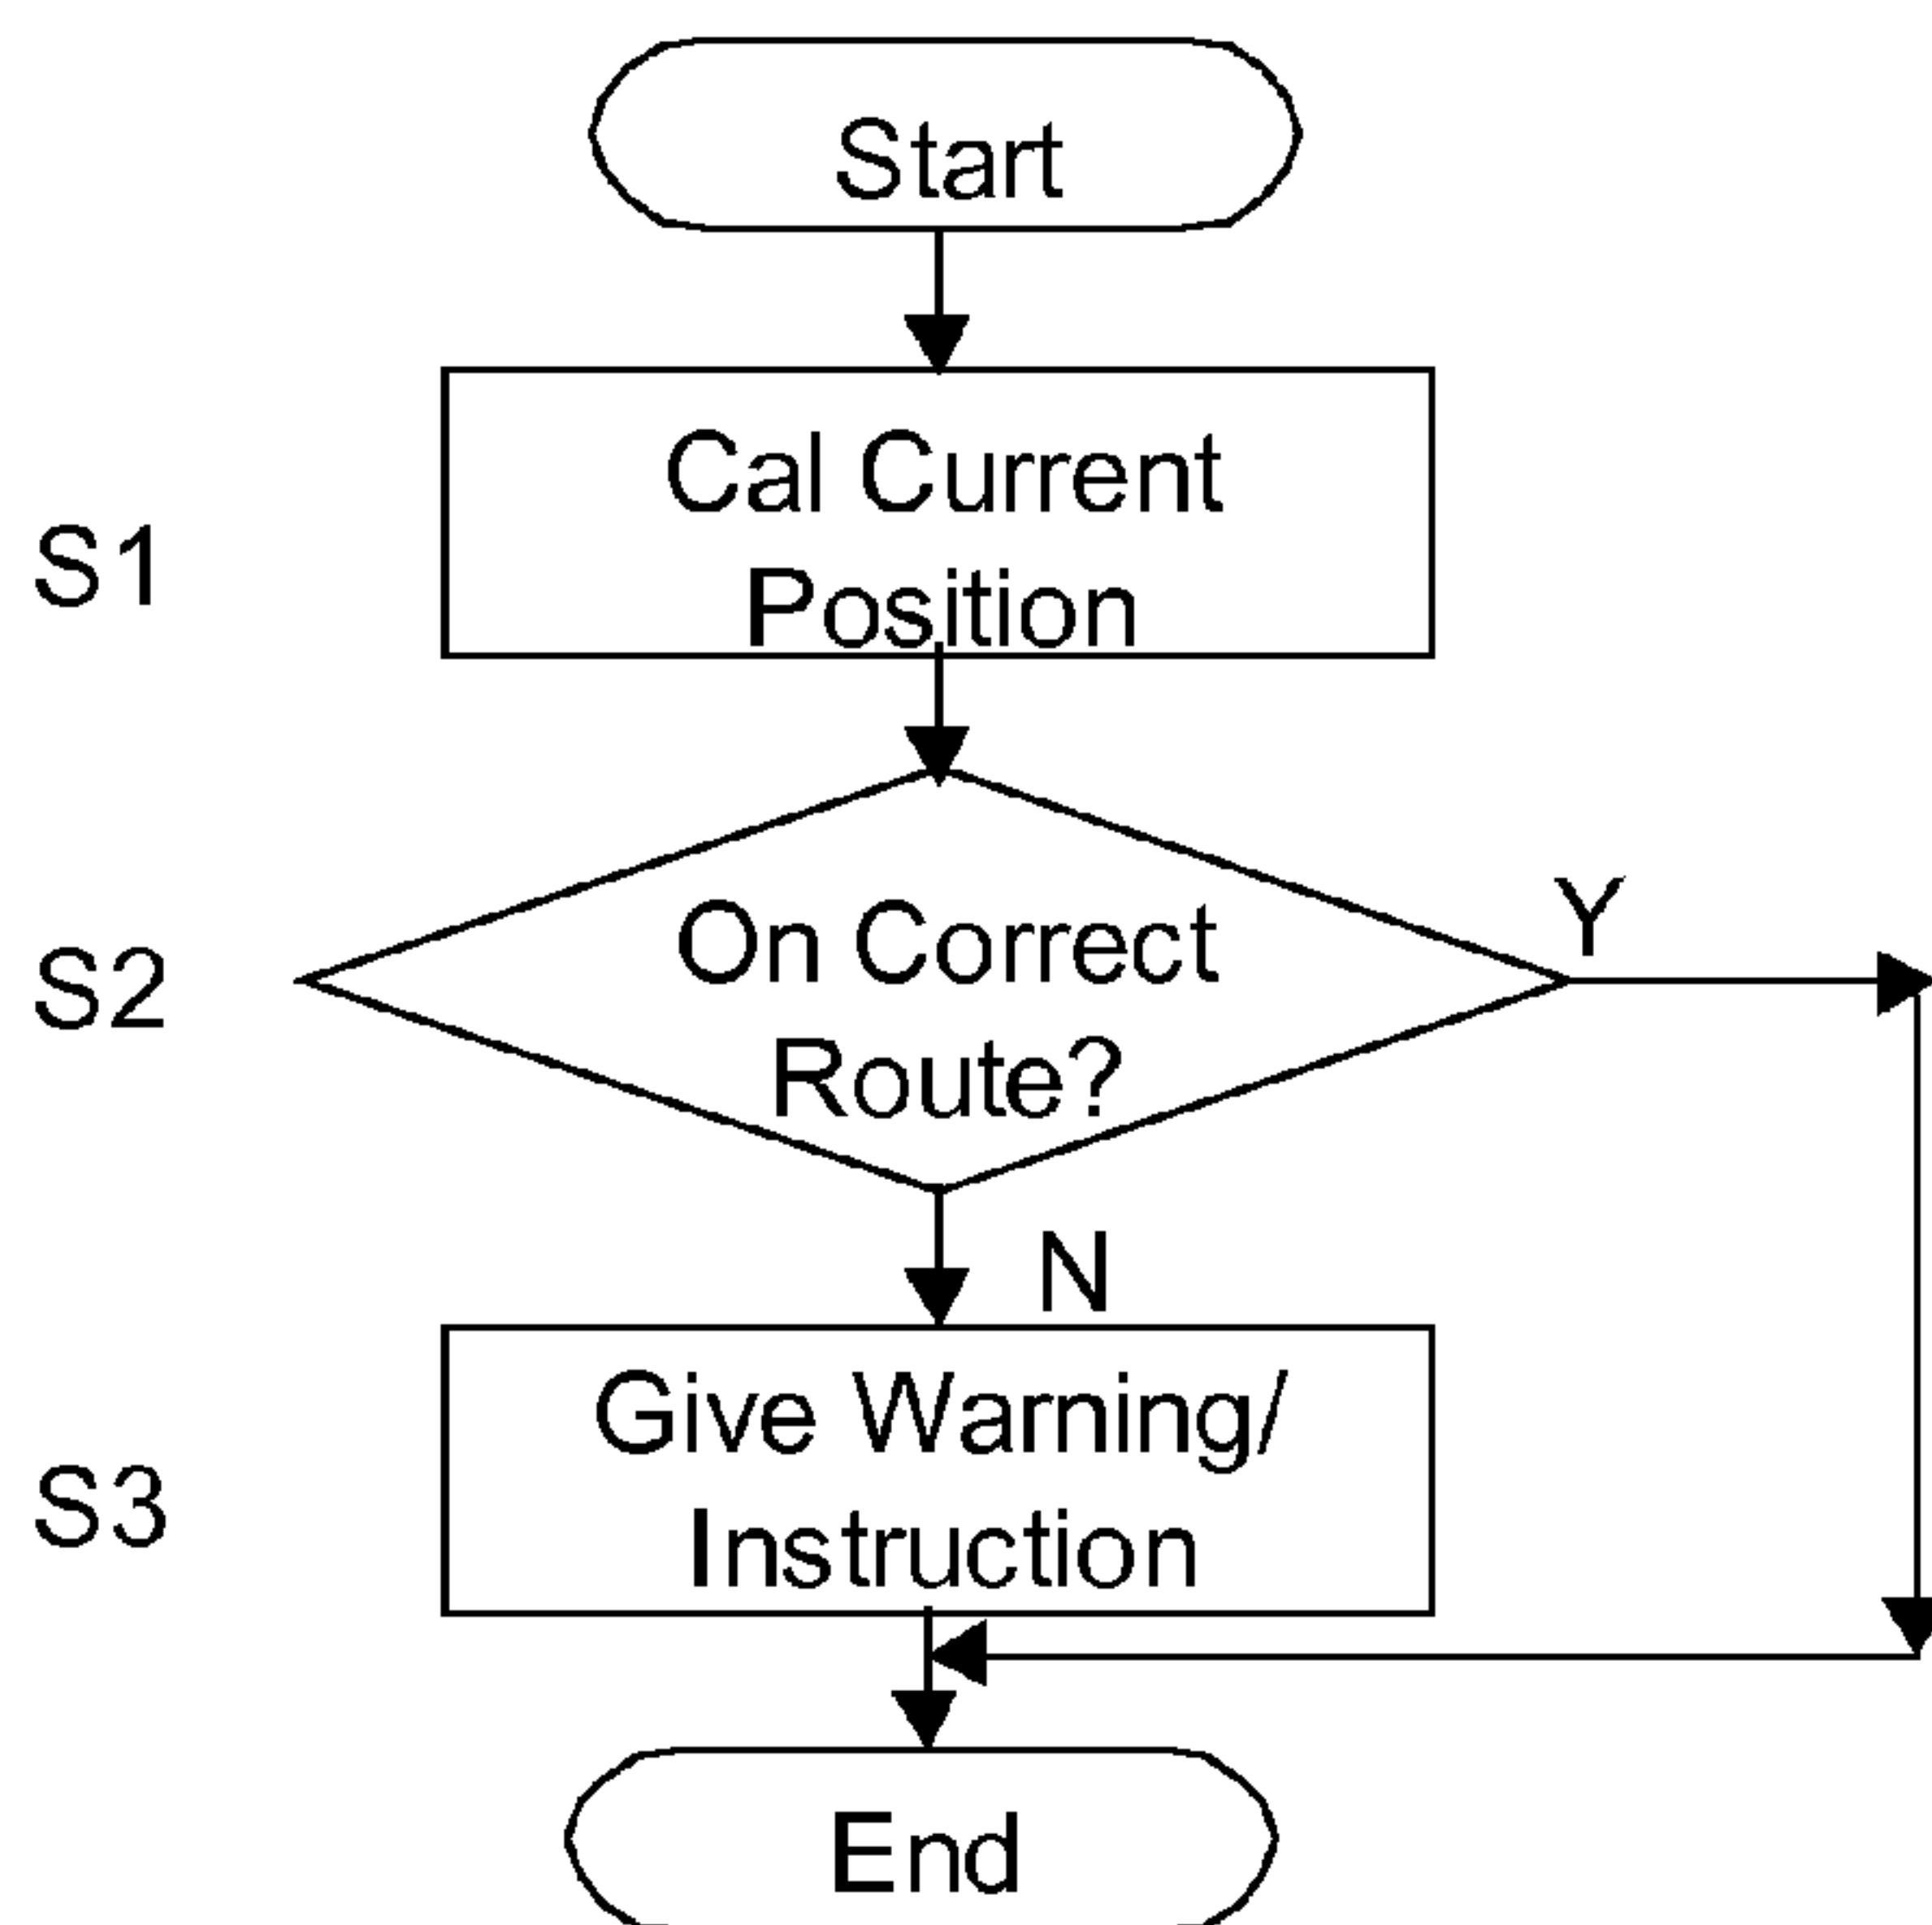 Start
S1
Cal Current
Position
S2
On Correct
Route?
Y
N
S3
Give Warning/
Instruction
End